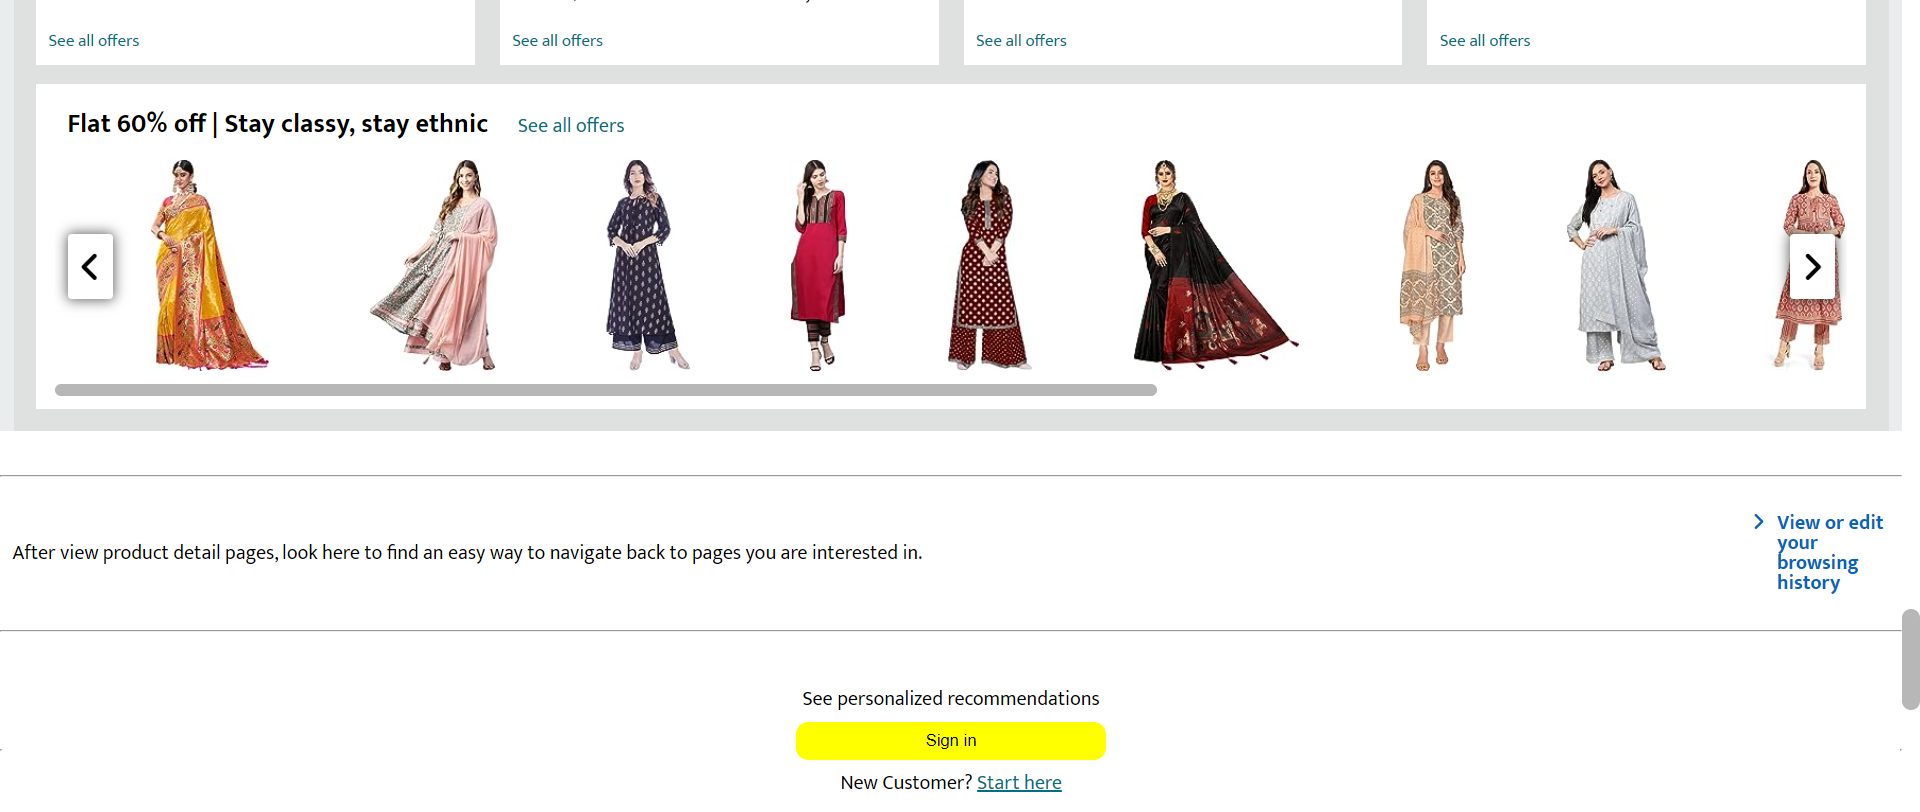 See all offers
See all offers
See all offers
See all offers
Flat 60% off | Stay classy, stay ethnic
See all offers
After view product detail pages, look here to find an easy way to navigate back to pages you are interested in.
View or edit
your
browsing
history
See personalized recommendations
Sign in
New Customer? Start here